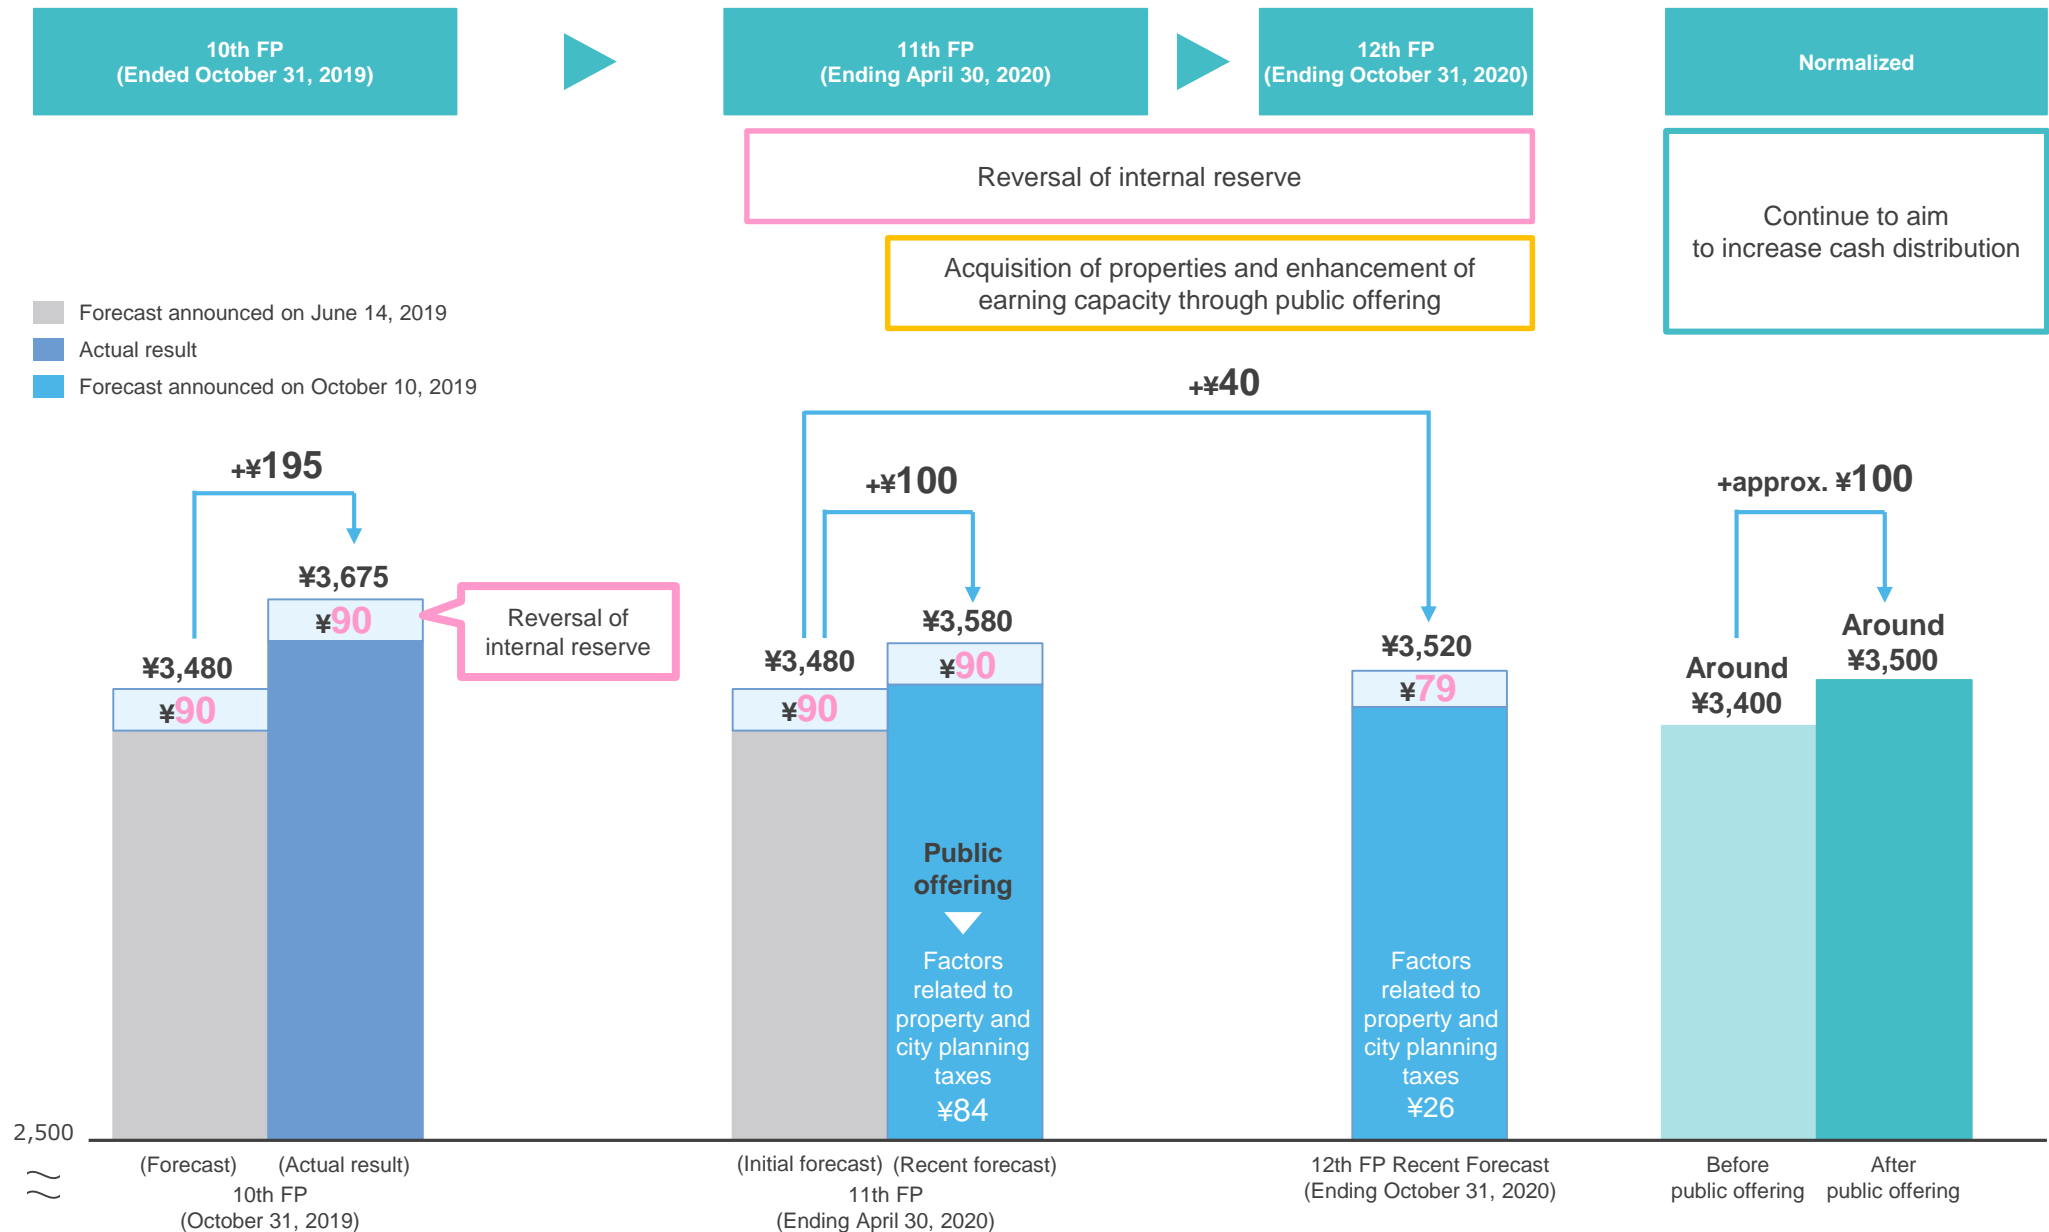 10th FP
(Ended October 31, 2019)
11th FP
(Ending April 30, 2020)
12th FP
(Ending October 31, 2020)
Normalized
Reversal of internal reserve
Acquisition of properties and enhancement of
earning capacity through public offering
Continue to aim
to increase cash distribution
Forecast announced on June 14, 2019
Actual result
Forecast announced on October 10, 2019
+¥195
¥3,480
¥90
¥3,675
¥90
Reversal of
internal reserve
+¥40
+¥100
¥3,480
¥90
¥3,580
¥90
Public
offering
Factors
related to
property and
city planning
taxes
¥84
¥3,520
¥79
Factors
related to
property and
city planning
taxes
¥26
+approx. ¥100
Around
¥3,400
Around
¥3,500
2,500
(Forecast)
(Actual result)
10th FP
(October 31, 2019)
(Initial forecast)
(Recent forecast)
11th FP
(Ending April 30, 2020)
12th FP Recent Forecast
(Ending October 31, 2020)
Before
public offering
After
public offering